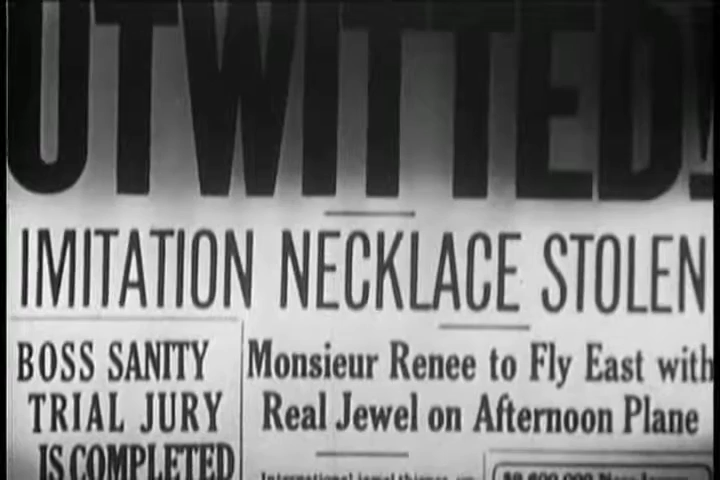 UTWITTED!
IMITATION NECKLACE STOLEN
BOSS SANITY
TRIAL JURY
IS COMPLETED
Monsieur Renee to Fly East with
Real Jewel on Afternoon Plane